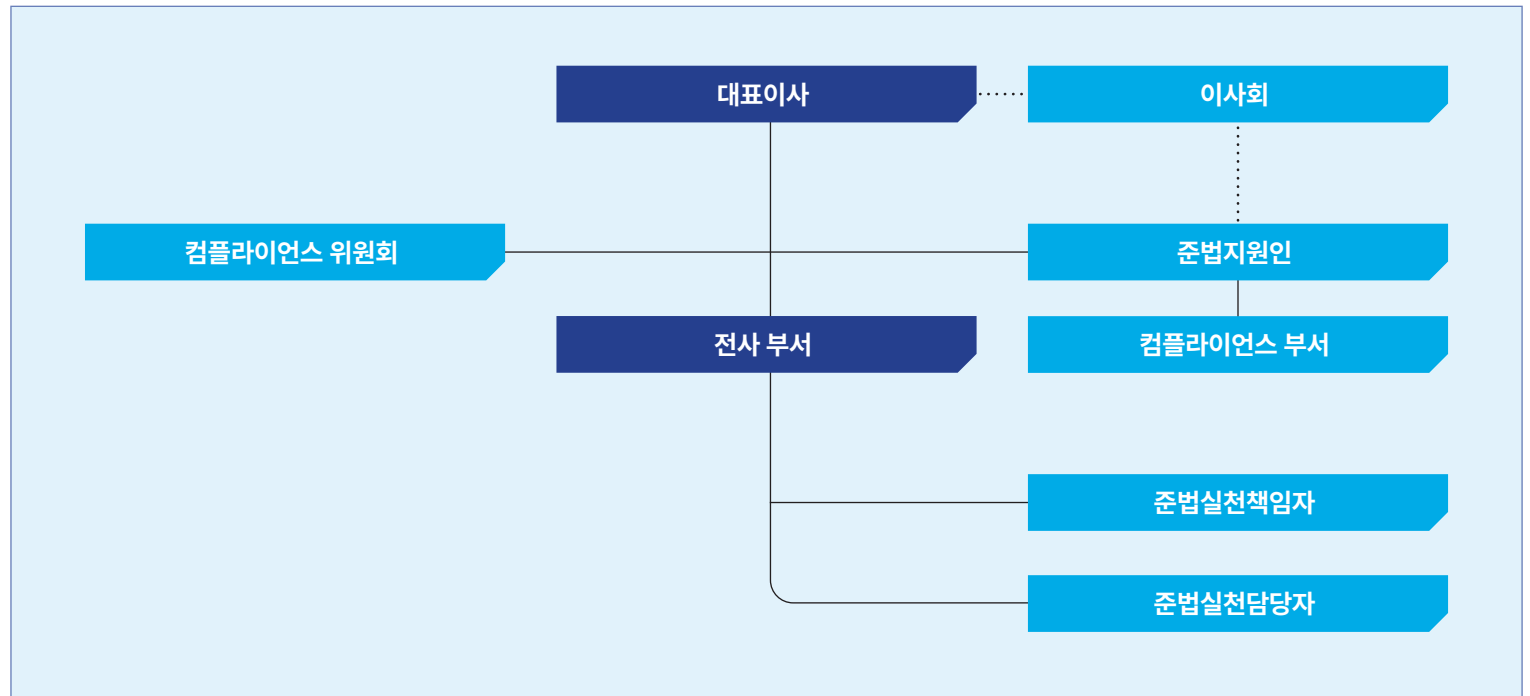 대표이사
이사회
컴플라이언스 위원회
준법지원인
전사 부서
컴플라이언스 부서
준법실천책임자
준법실천담당자